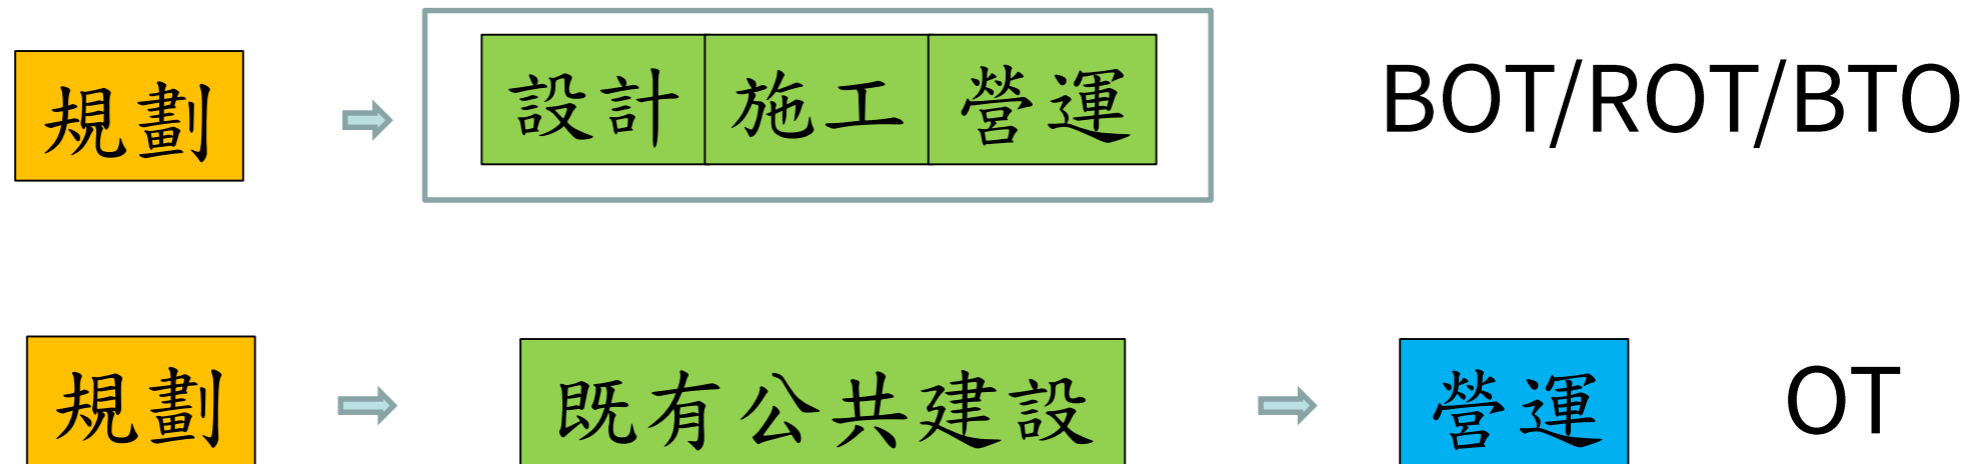 規劃 設計 施工 營運 BOT/ROT/BTO
規劃 既有公共建設 營運 OT